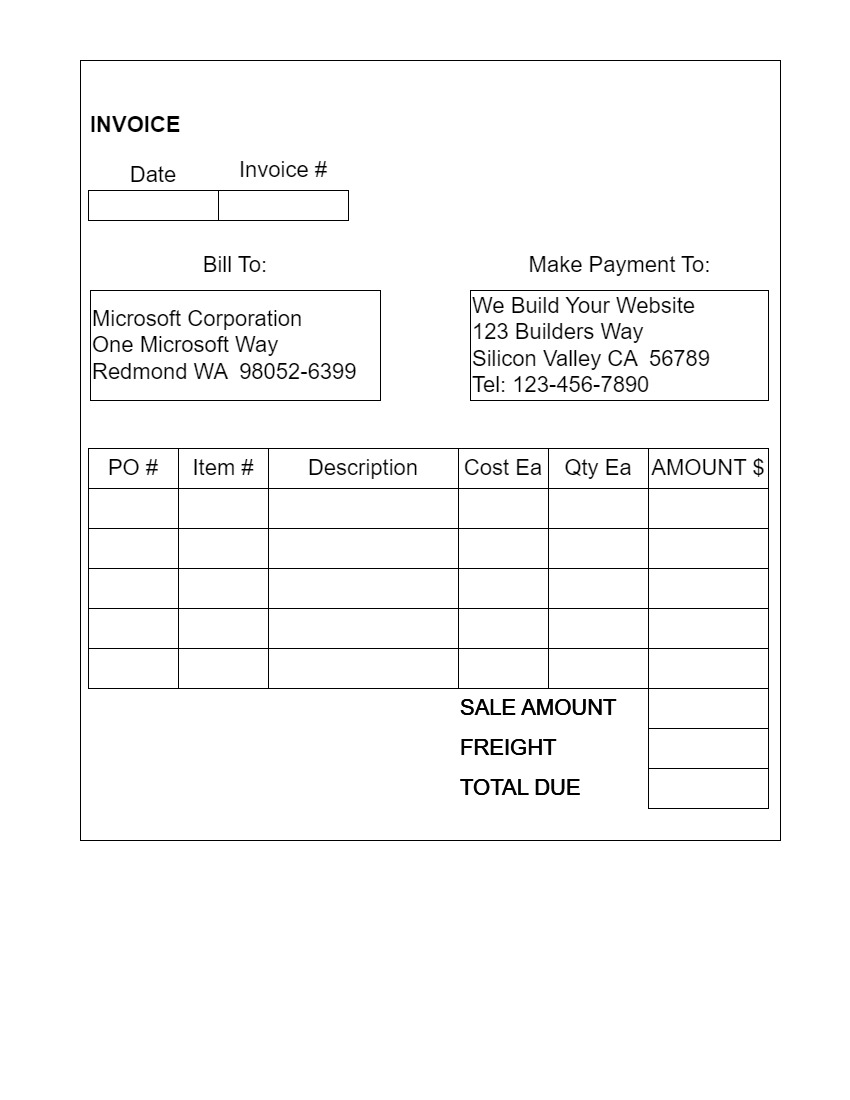 INVOICE
Date Invoice #
Bill To: Make Payment To:
Microsoft Corporation
One Microsoft Way
Redmond WA  98052-6399
We Build Your Website
123 Builders Way
Silicon Valley CA  56789
Tel: 123-456-7890
PO # Item # Description Cost Ea Qty Ea AMOUNT $
SALE AMOUNT
FREIGHT
TOTAL DUE